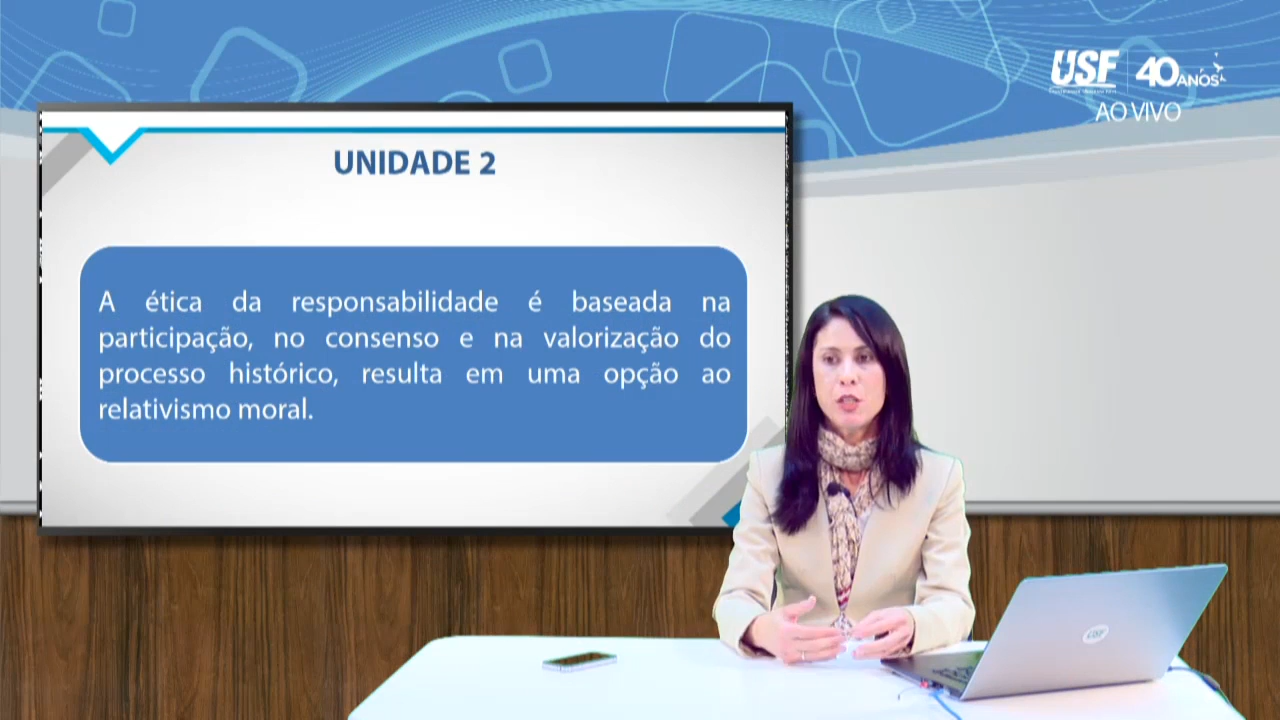 USF
40 ANOS
AO VIVO
UNIDADE 2
A ética da responsabilidade é baseada na
participação, no consenso e na valorização do
processo histórico, resulta em uma opção ao
relativismo moral.
USF